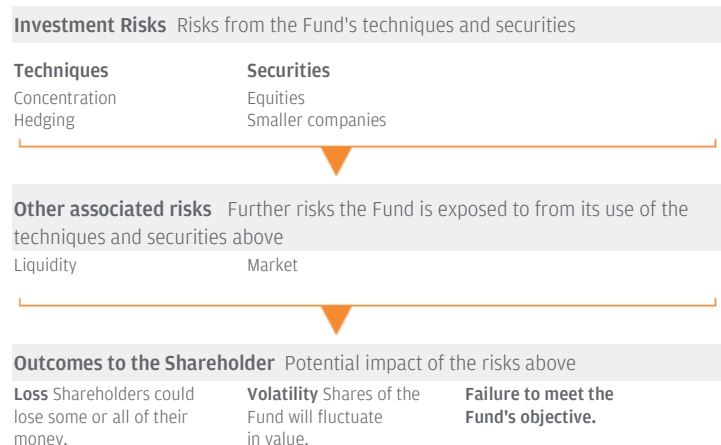 Investment Risks Risks from the Fund's techniques and securities
Techniques Securities
Concentration Equities
Hedging Smaller companies
Other associated risks Further risks the Fund is exposed to from its use of the
techniques and securities above
Liquidity Market
Outcomes to the Shareholder Potential impact of the risks above
Loss Shareholders could
lose some or all of their
money.
Volatility Shares of the
Fund will fluctuate
in value.
Failure to meet the
Fund's objective.